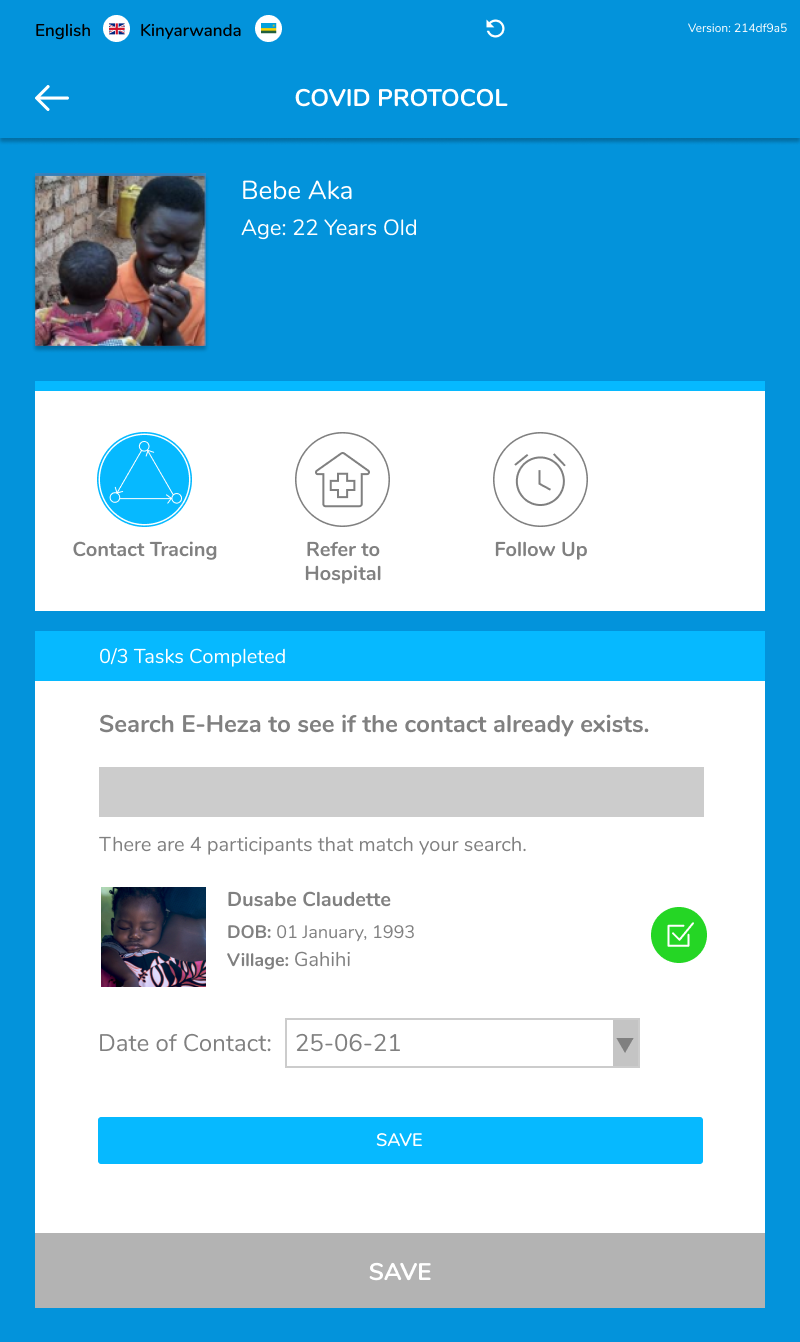 English Kinyarwanda Version: 214df9a5
COVID PROTOCOL
Bebe Aka
Age: 22 Years Old
Contact Tracing
Refer to
Hospital
Follow Up
0/3 Tasks Completed
Search E-Heza to see if the contact already exists.
There are 4 participants that match your search.
Dusabe Claudette
DOB: 01 January, 1993
Village: Gahihi
Date of Contact: 25-06-21
SAVE
SAVE